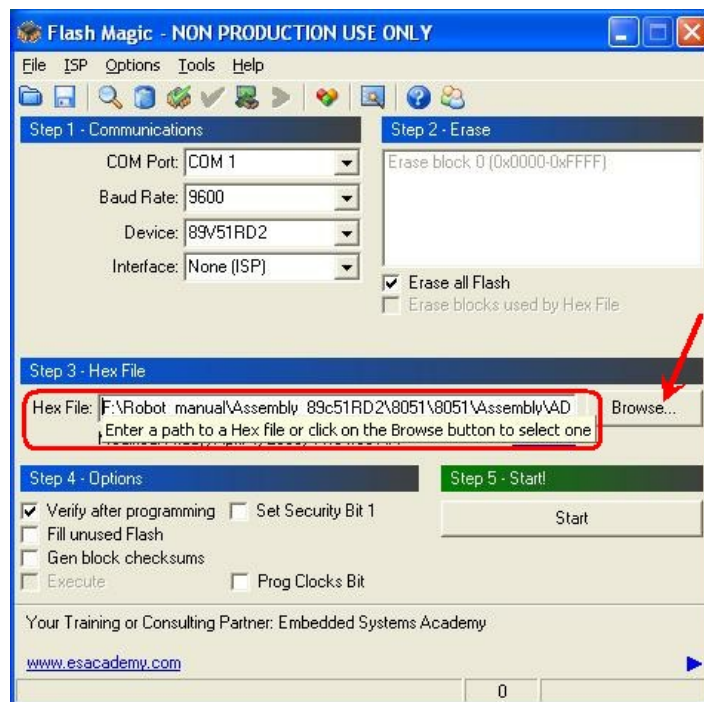 Flash Magic - NON PRODUCTION USE ONLY
File ISP Options Tools Help
Step 1 - Communications
COM Port: COM 1
Baud Rate: 9600
Device: 89V51RD2
Interface: None (ISP)
Step 2 - Erase
Erase block 0 (0x0000-0xFFFF)
Erase all Flash
Erase blocks used by Hex File
Step 3 - Hex File
Hex File: F:\Robot manual\Assembly 89c51RD2\8051\8051\Assembly\AD
Browse...
Enter a path to a Hex file or click on the Browse button to select one
Step 4 - Options
Verify after programming
Set Security Bit 1
Fill unused Flash
Gen block checksums
Execute
Prog Clocks Bit
Step 5 - Start!
Start
Your Training or Consulting Partner: Embedded Systems Academy
www.esacademy.com
0